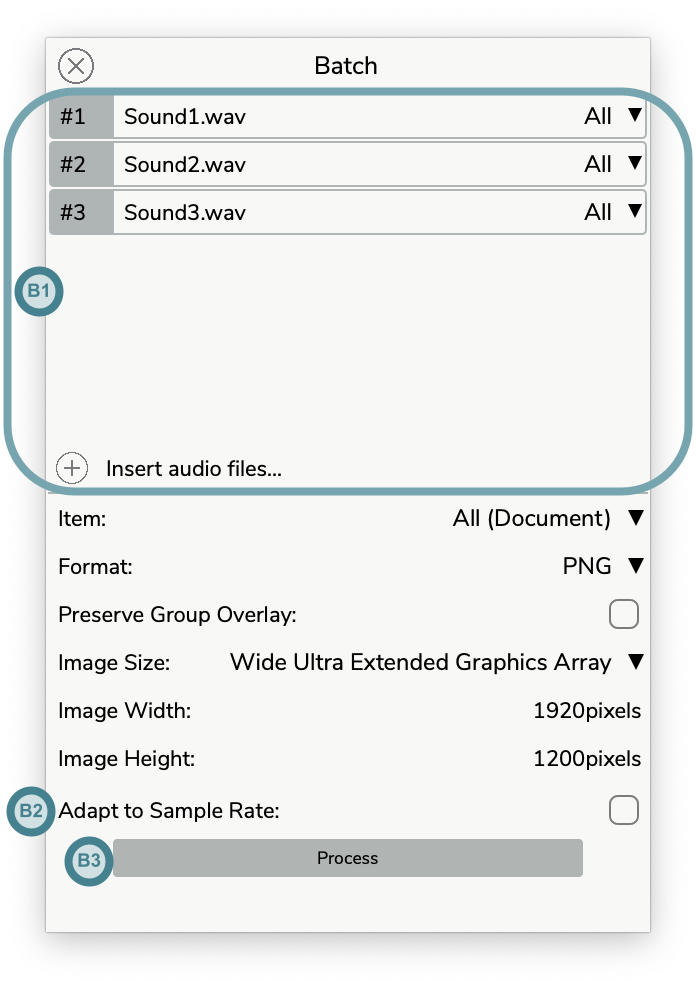 Batch
#1 Sound1.wav All ▼
#2 Sound2.wav All ▼
#3 Sound3.wav All ▼
B1
Insert audio files...
Item: All (Document) ▼
Format: PNG ▼
Preserve Group Overlay:
Image Size: Wide Ultra Extended Graphics Array ▼
Image Width: 1920pixels
Image Height: 1200pixels
B2 Adapt to Sample Rate:
B3 Process